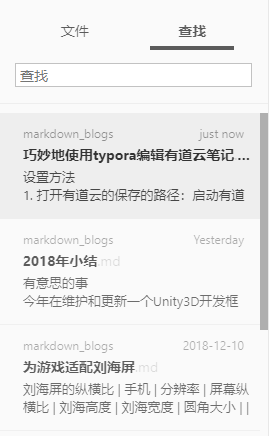 文件 查找
查找
markdown_blogs just now
巧妙地使用typora编辑有道云笔记 ...
设置方法
1. 打开有道云的保存的路径：启动有道
markdown_blogs Yesterday
2018年小结.md
有意思的事
今年在维护和更新一个Unity3D开发框
markdown_blogs 2018-12-10
为游戏适配刘海屏.md
刘海屏的纵横比 | 手机 | 分辨率 | 屏幕纵
横比 | 刘海高度 | 刘海宽度 | 圆角大小 | |